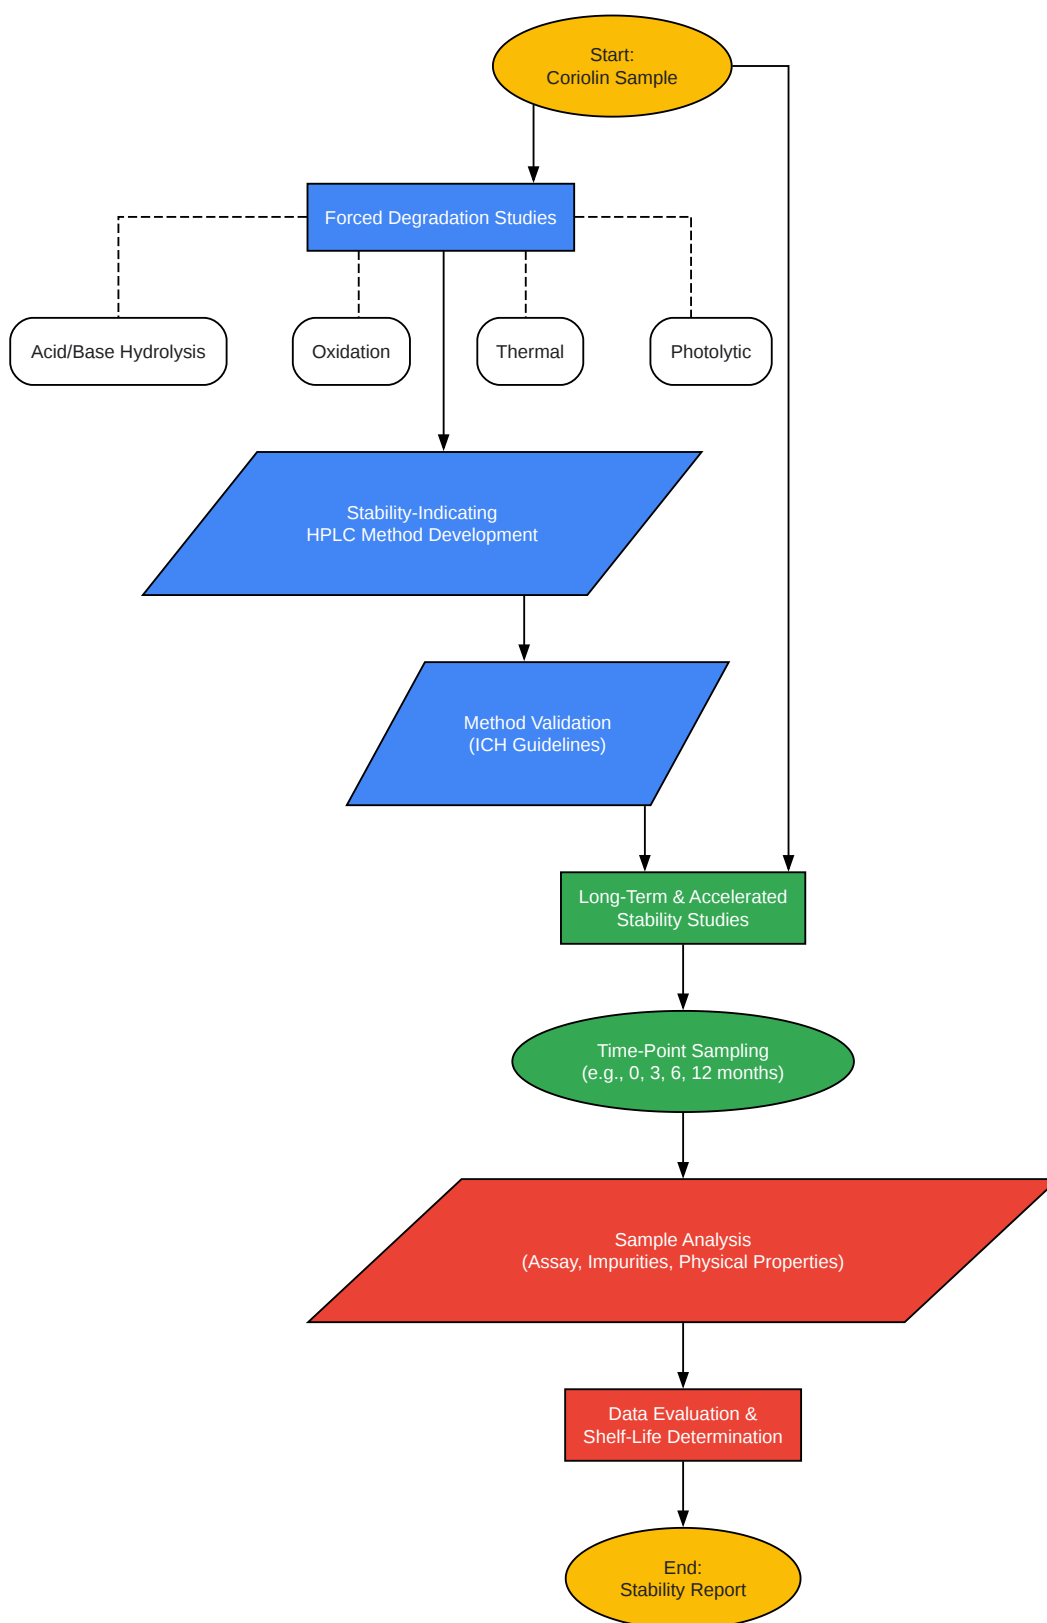 Start:
Coriolin Sample
Forced Degradation Studies
Acid/Base Hydrolysis
Oxidation
Thermal
Photolytic
Stability-Indicating
HPLC Method Development
Method Validation
(ICH Guidelines)
Long-Term & Accelerated
Stability Studies
Time-Point Sampling
(e.g., 0, 3, 6, 12 months)
Sample Analysis
(Assay, Impurities, Physical Properties)
Data Evaluation &
Shelf-Life Determination
End:
Stability Report